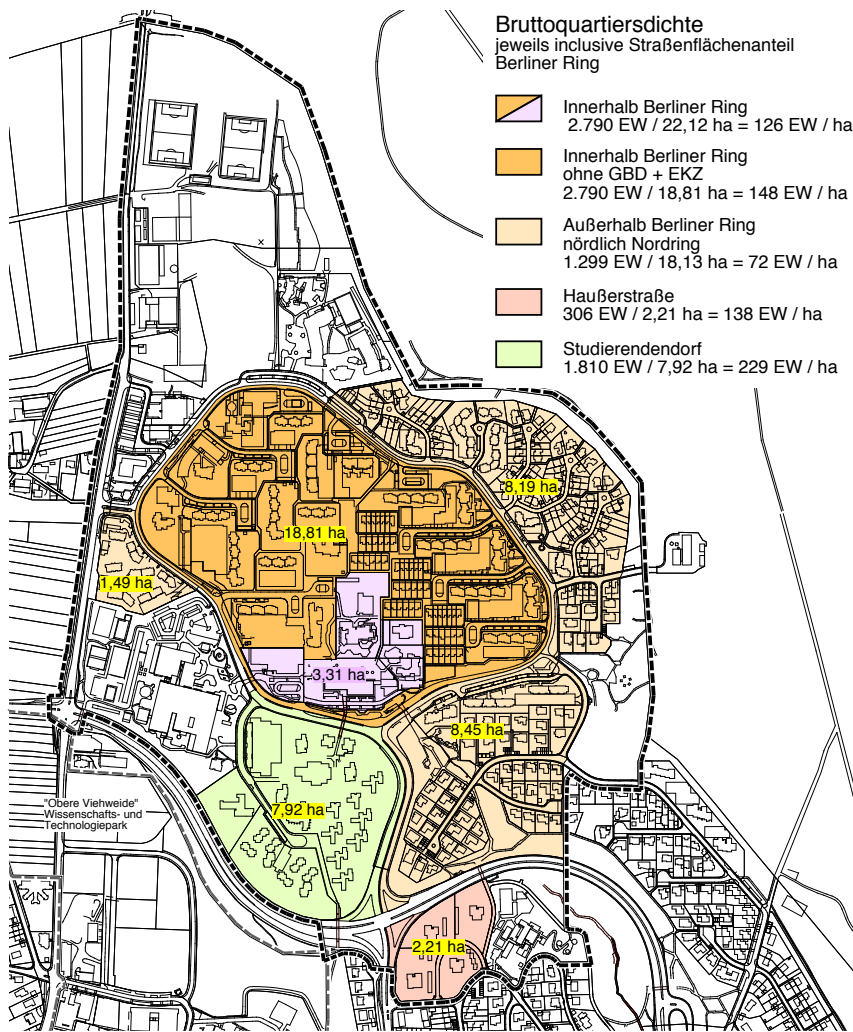 Bruttoquartiersdichte
jeweils inclusive Straßenflächenanteil
Berliner Ring
Innerhalb Berliner Ring
2.790 EW / 22,12 ha = 126 EW / ha
Innerhalb Berliner Ring
ohne GBD + EKZ
2.790 EW / 18,81 ha = 148 EW / ha
Außerhalb Berliner Ring
nördlich Nordring
1.299 EW / 18,13 ha = 72 EW / ha
Haußerstraße
306 EW / 2,21 ha = 138 EW / ha
Studierendendorf
1.810 EW / 7,92 ha = 229 EW / ha
8,19 ha
18,81 ha
1,49 ha
3,31 ha
8,45 ha
7,92 ha
"Obere Viehweide"
Wissenschafts- und
Technologiepark
2,21 ha